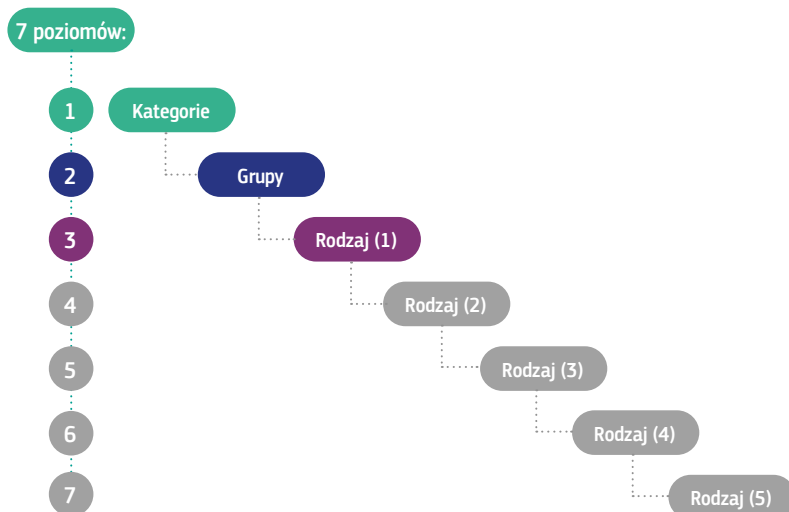 7 poziomów:
1 Kategorie
2 Grupy
3 Rodzaj (1)
4 Rodzaj (2)
5 Rodzaj (3)
6 Rodzaj (4)
7 Rodzaj (5)